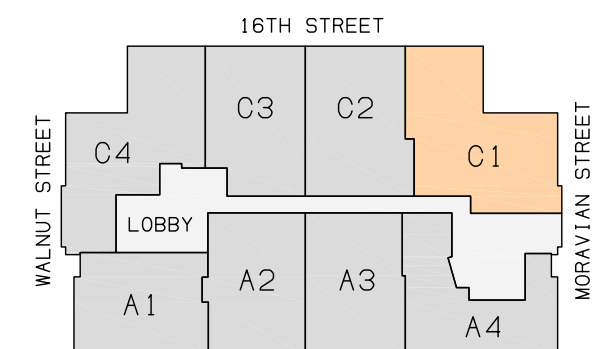 16TH STREET
C3
C2
C4
C1
WALNUT STREET
MORAVIAN STREET
LOBBY
A1
A2
A3
A4